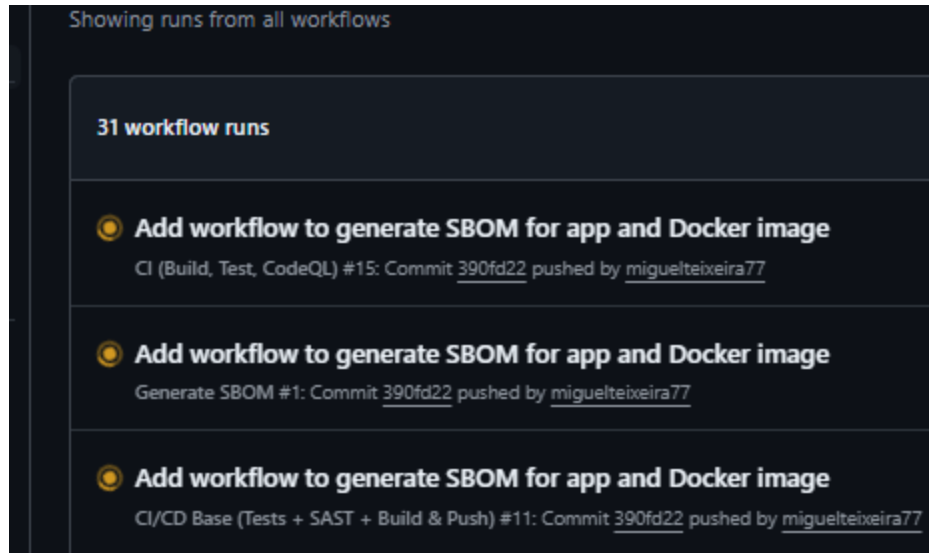 Showing runs from all workflows
31 workflow runs
Add workflow to generate SBOM for app and Docker image
CI (Build, Test, CodeQL) #15: Commit 390fd22 pushed by miguelteixeira77
Add workflow to generate SBOM for app and Docker image
Generate SBOM #1: Commit 390fd22 pushed by miguelteixeira77
Add workflow to generate SBOM for app and Docker image
CI/CD Base (Tests + SAST + Build & Push) #11: Commit 390fd22 pushed by miguelteixeira77